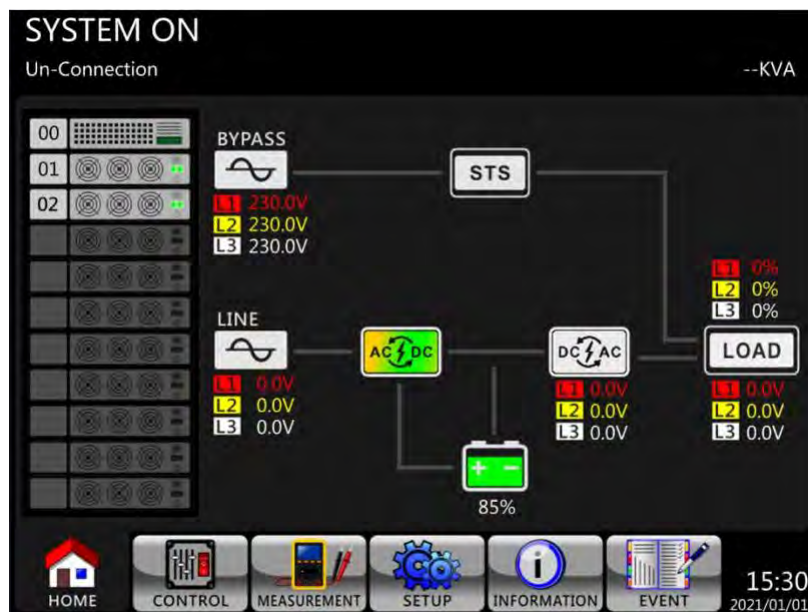 SYSTEM ON
Un-Connection
--KVA
00
01
02
BYPASS
L1 230.0V
L2 230.0V
L3 230.0V
STS
L1 0%
L2 0%
L3 0%
LINE
AC DC
DC AC
LOAD
L1 0.0V
L2 0.0V
L3 0.0V
L1 0.0V
L2 0.0V
L3 0.0V
L1 0.0V
L2 0.0V
L3 0.0V
+ -
85%
HOME
CONTROL
MEASUREMENT
SETUP
INFORMATION
EVENT
15:30
2021/01/01